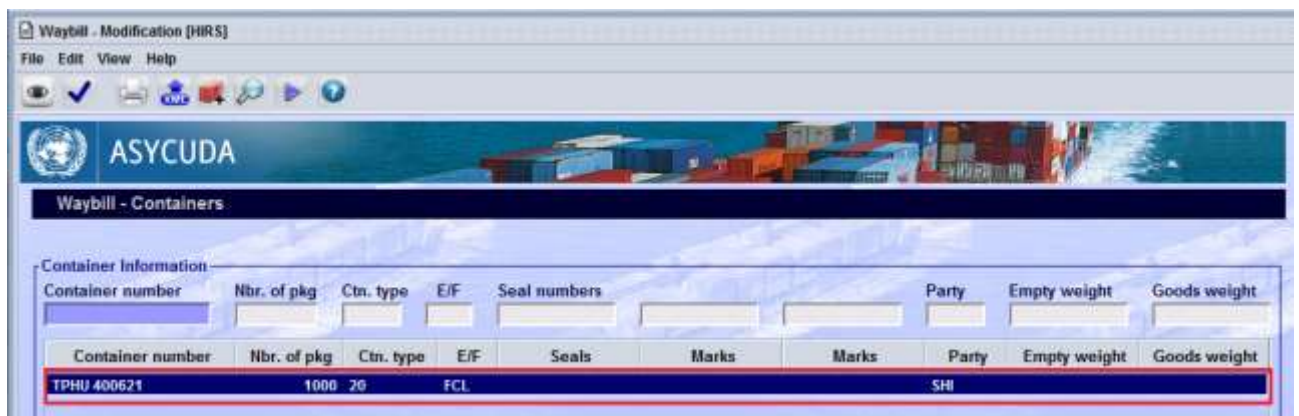 Waybill - Modification [HIRS]
File Edit View Help
ASYCUDA
Waybill - Containers
Container Information
Container number Nbr. of pkg Ctn. type E/F Seal numbers Party Empty weight Goods weight
Container number Nbr. of pkg Ctn. type E/F Seals Marks Marks Party Empty weight Goods weight
TPHU 400621 1000 20 FCL SHI